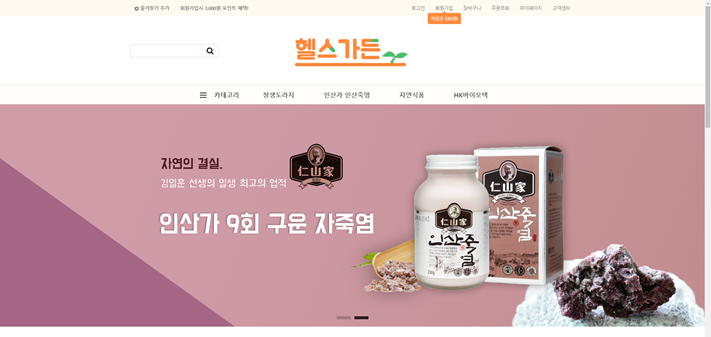 즐겨찾기 추가 회원가입시 3,000원 포인트 혜택!
로그인 회원가입 장바구니 주문조회 마이페이지 고객센터
적립금 3,000원!
헬스가든
카테고리 장생도라지 인산가 인산죽염 자연식품 HK바이오텍
자연의 결실.
仁山家
김일훈 선생의 일생 최고의 업적
인산가 9회 구운 자죽염
仁山家
인산죽염
仁山家
인산죽염